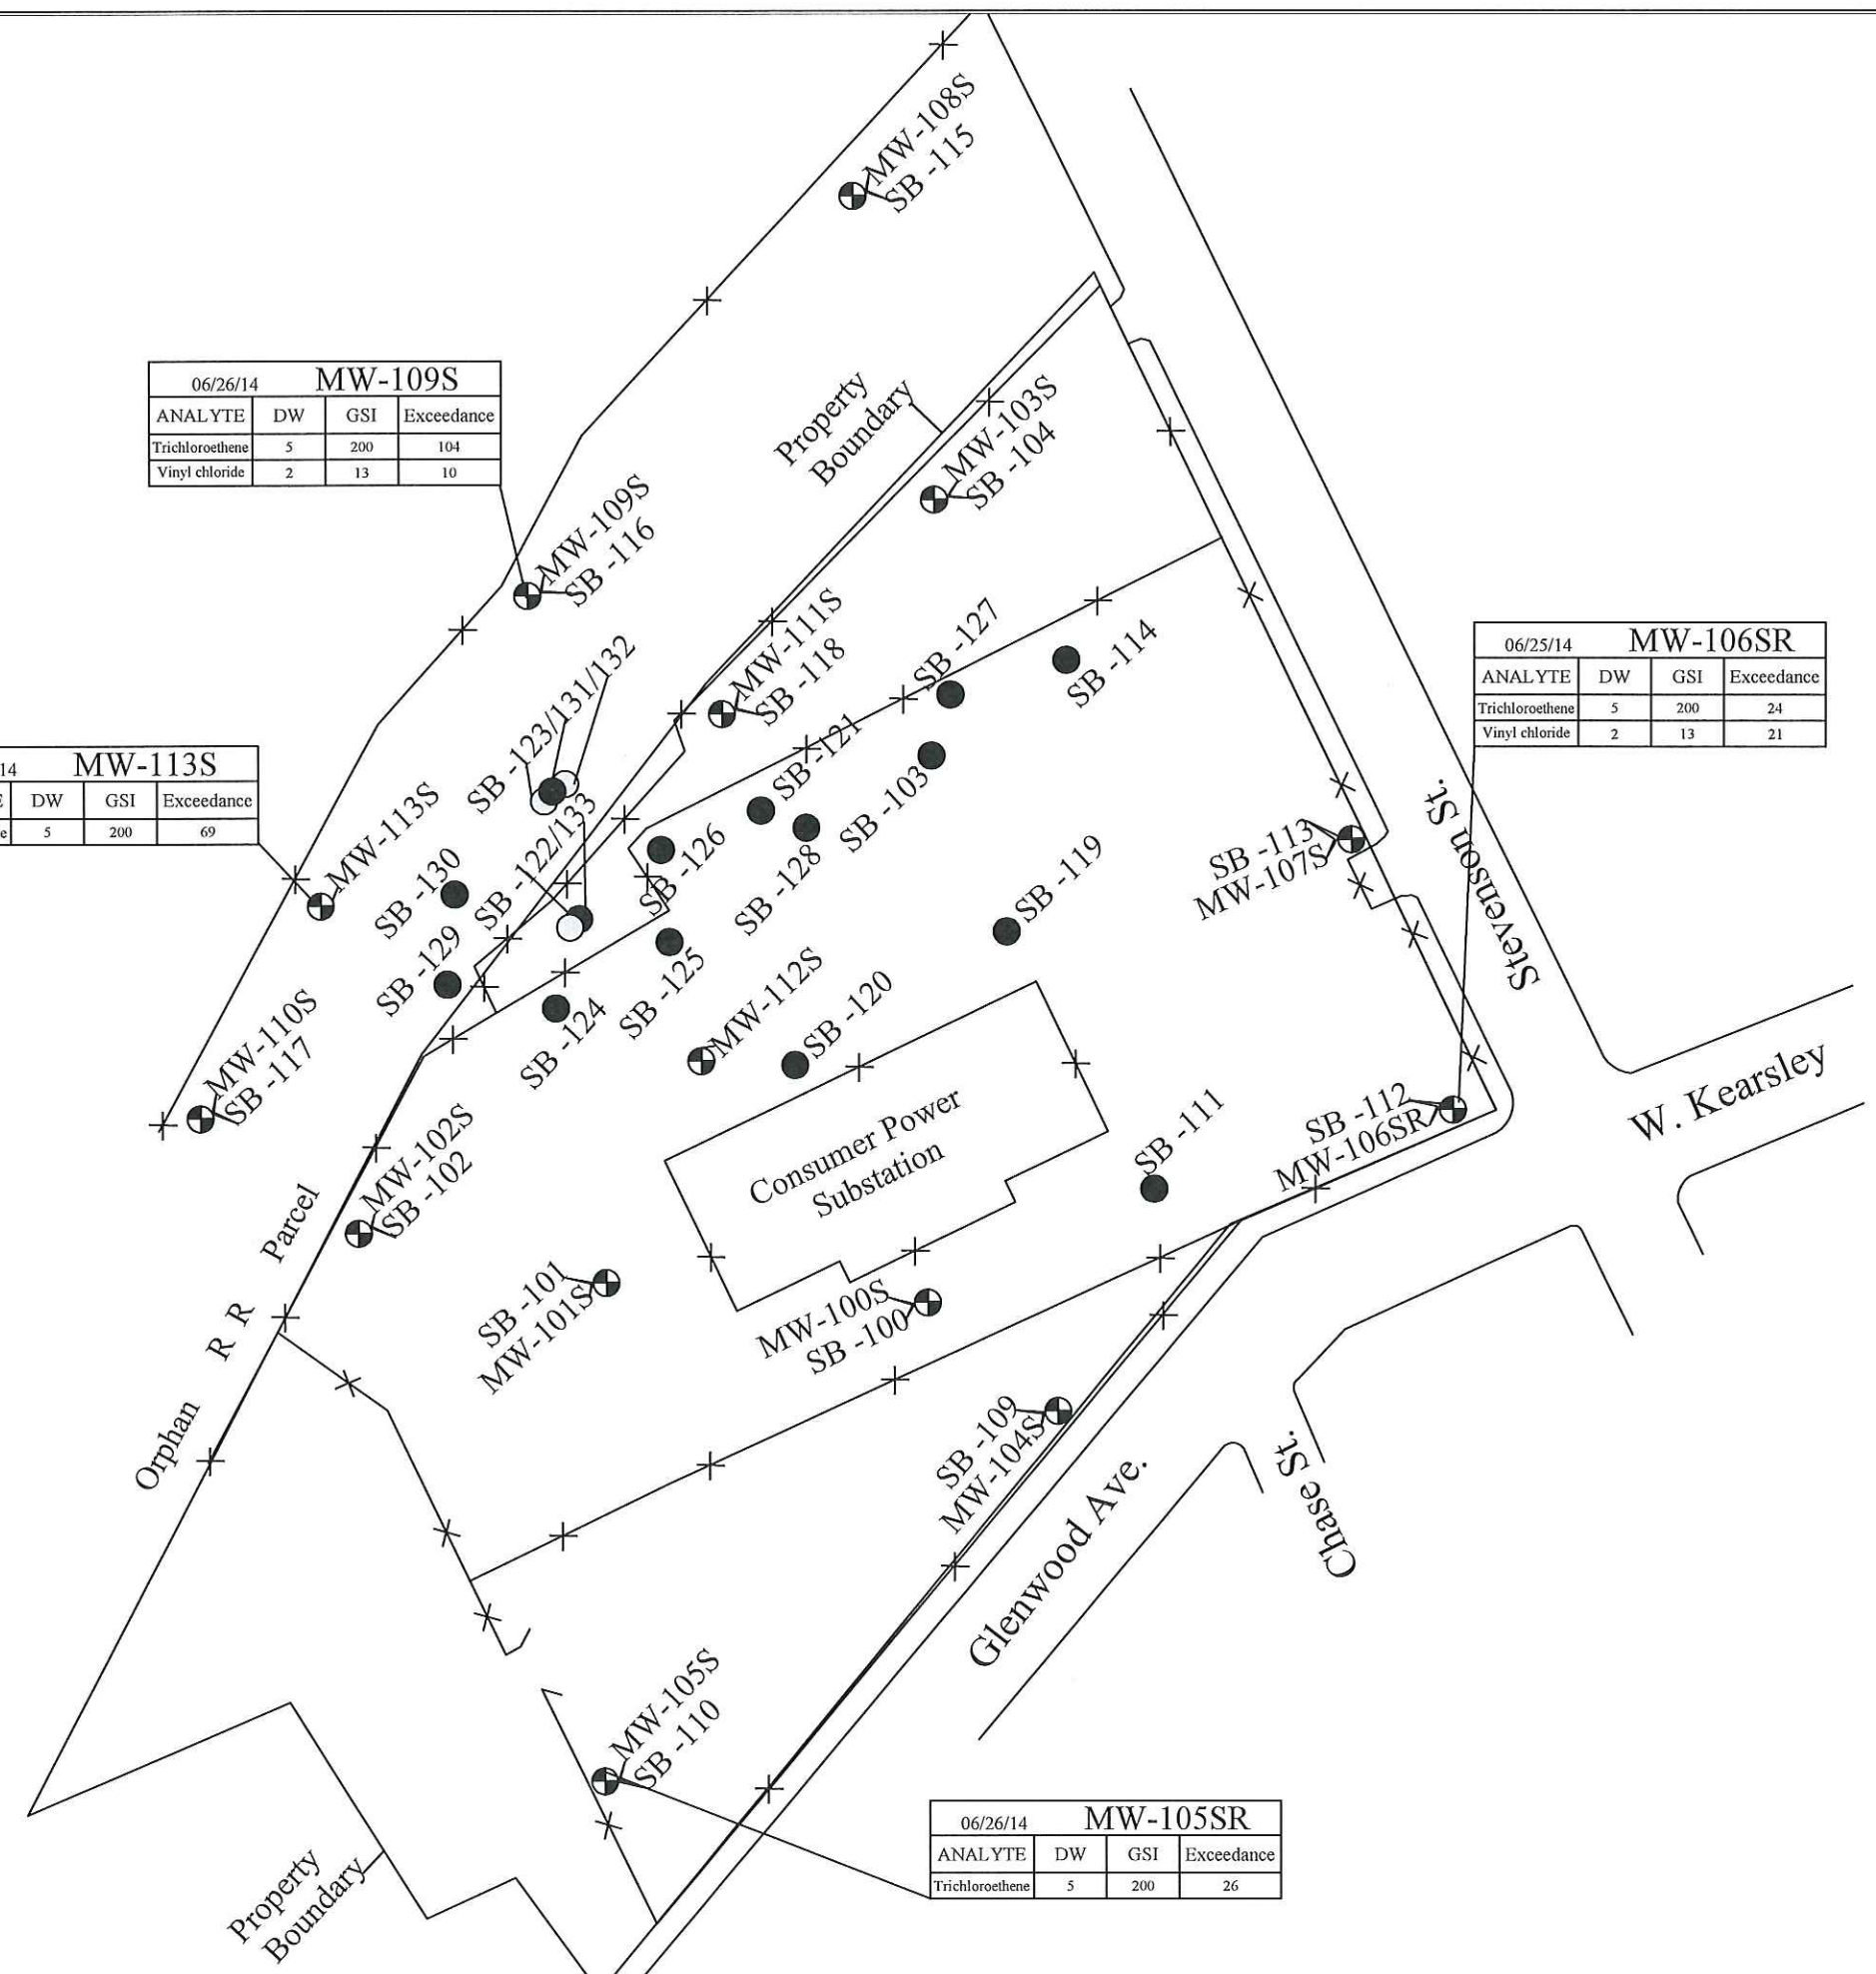 MW-108S
SB -115
06/26/14 MW-109S
ANALYTE DW GSI Exceedance
Trichloroethene 5 200 104
Vinyl chloride 2 13 10
Property
Boundary
MW-103S
SB -104
MW-109S
SB -116
MW-111S
SB -118
SB -127
SB -114
06/25/14 MW-106SR
ANALYTE DW GSI Exceedance
Trichloroethene 5 200 24
Vinyl chloride 2 13 21
SB -123/131/132
SB -121
14 MW-113S
E DW GSI Exceedance
e 5 200 69
MW-113S
SB -130
SB -122/133
SB -126
SB -128
SB -103
SB -119
SB -113
MW-107S
Stevenson St.
SB -129
SB -125
SB -124
MW-112S
SB -120
MW-110S
SB -117
MW-102S
SB -102
Consumer Power
Substation
SB -111
SB -112
MW-106SR
W. Kearsley
Orphan R R Parcel
SB -101
MW-101S
MW-100S
SB -100
SB -109
MW-104S
Glenwood Ave.
Chase St.
MW-105S
SB -110
06/26/14 MW-105SR
ANALYTE DW GSI Exceedance
Trichloroethene 5 200 26
Property
Boundary